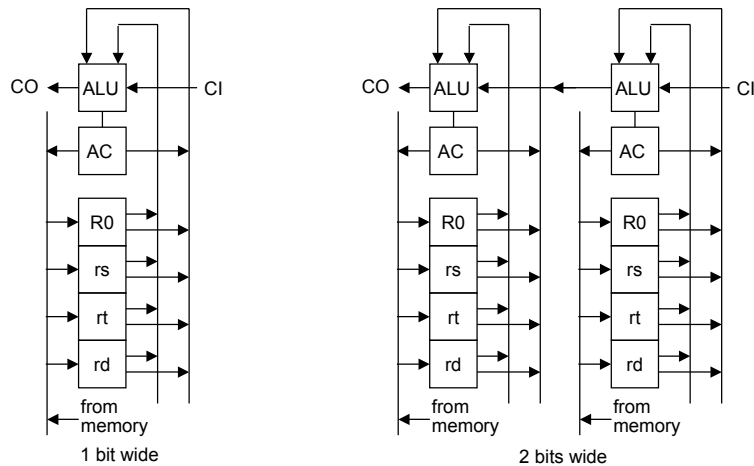 CO
ALU
CI
AC
R0
rs
rt
rd
from
memory
1 bit wide
CO
ALU
ALU
CI
AC
AC
R0
R0
rs
rs
rt
rt
rd
rd
from
memory
from
memory
2 bits wide